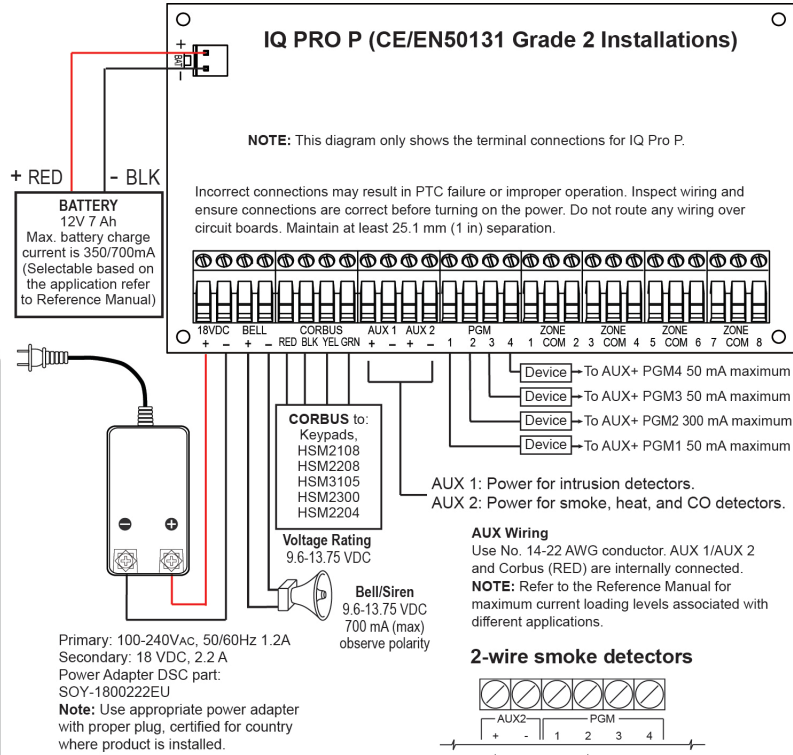 IQ PRO P (CE/EN50131 Grade 2 Installations)
+
BAT
–
NOTE: This diagram only shows the terminal connections for IQ Pro P.
+ RED - BLK
BATTERY
12V 7 Ah
Max. battery charge
current is 350/700mA
(Selectable based on
the application refer
to Reference Manual)
Incorrect connections may result in PTC failure or improper operation. Inspect wiring and
ensure connections are correct before turning on the power. Do not route any wiring over
circuit boards. Maintain at least 25.1 mm (1 in) separation.
18VDC BELL CORBUS AUX 1 AUX 2 PGM ZONE ZONE ZONE ZONE
+ – + – RED BLK YEL GRN + – + – 1 2 3 4 1 COM 2 3 COM 4 5 COM 6 7 COM 8
Device To AUX+ PGM4 50 mA maximum
Device To AUX+ PGM3 50 mA maximum
Device To AUX+ PGM2 300 mA maximum
Device To AUX+ PGM1 50 mA maximum
CORBUS to:
Keypads,
HSM2108
HSM2208
HSM3105
HSM2300
HSM2204
Voltage Rating
9.6-13.75 VDC
AUX 1: Power for intrusion detectors.
AUX 2: Power for smoke, heat, and CO detectors.
AUX Wiring
Use No. 14-22 AWG conductor. AUX 1/AUX 2
and Corbus (RED) are internally connected.
NOTE: Refer to the Reference Manual for
maximum current loading levels associated with
different applications.
– +
Bell/Siren
9.6-13.75 VDC
700 mA (max)
observe polarity
Primary: 100-240VAC, 50/60Hz 1.2A
Secondary: 18 VDC, 2.2 A
Power Adapter DSC part:
SOY-1800222EU
Note: Use appropriate power adapter
with proper plug, certified for country
where product is installed.
2-wire smoke detectors
AUX2 PGM
+ - 1 2 3 4